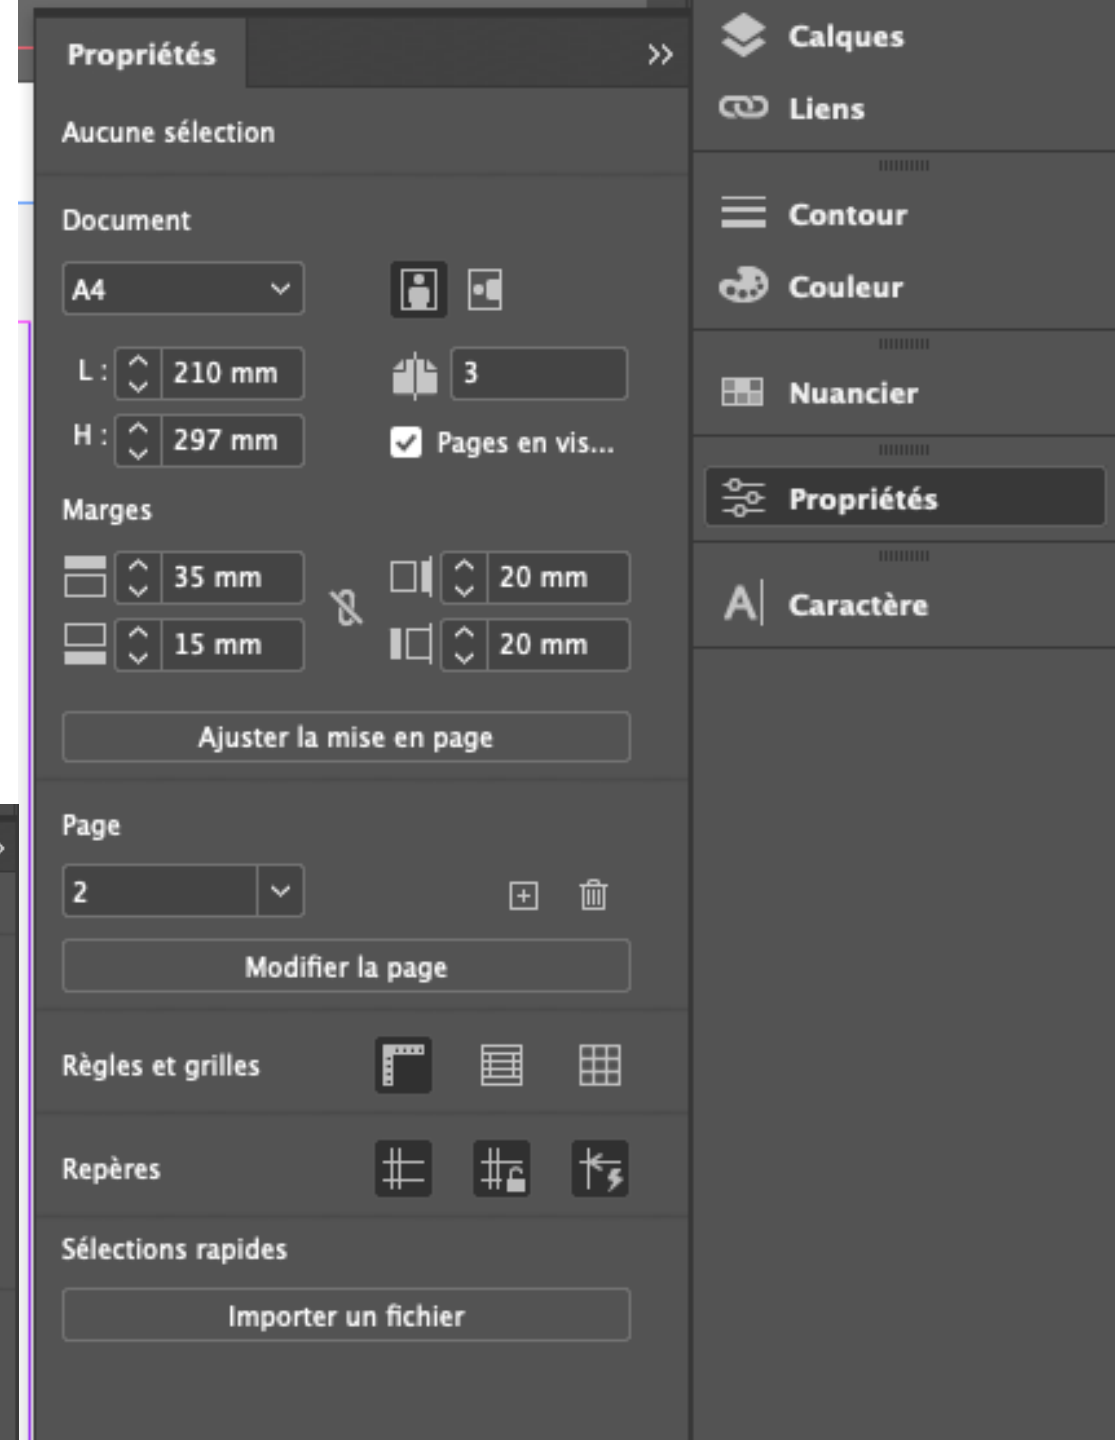 Propriétés
Aucune sélection
Document
A4
L :
210 mm
3
H :
297 mm
Pages en vis...
Marges
35 mm
20 mm
15 mm
20 mm
Ajuster la mise en page
Page
2
Modifier la page
Règles et grilles
Repères
Sélections rapides
Importer un fichier
Calques
Liens
Contour
Couleur
Nuancier
Propriétés
Caractère